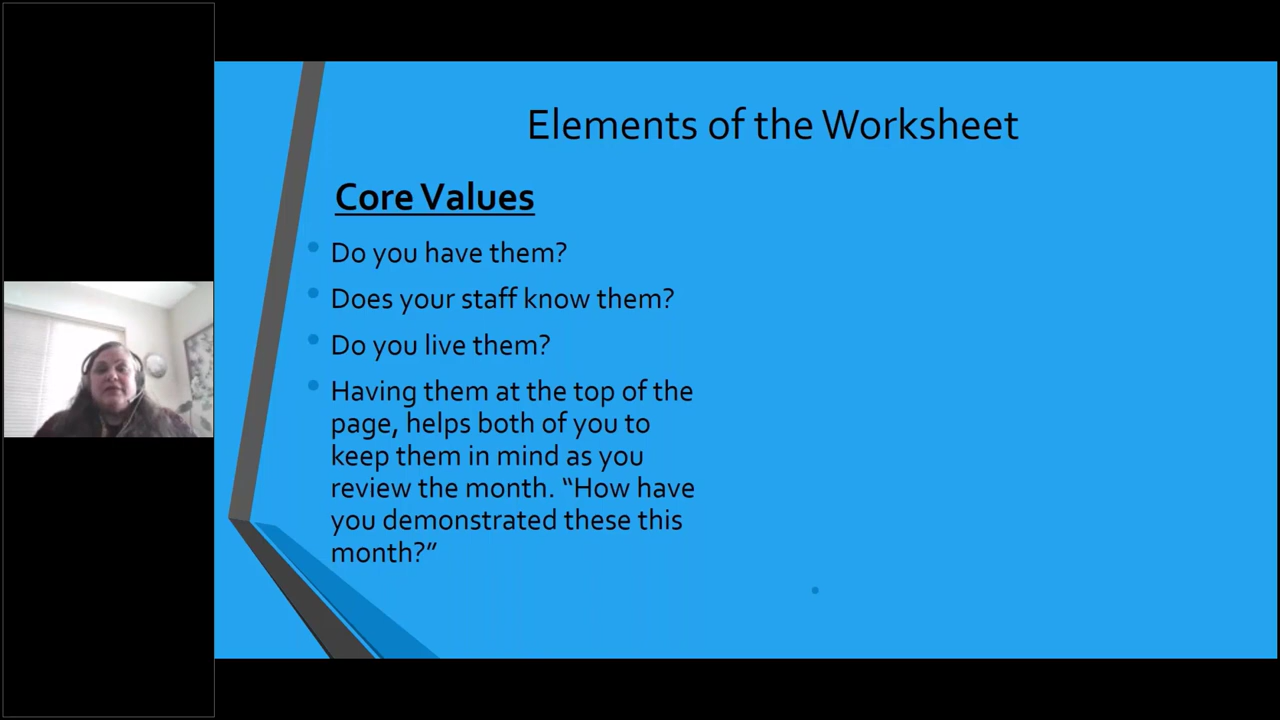 Elements of the Worksheet
Core Values
• Do you have them?
• Does your staff know them?
• Do you live them?
• Having them at the top of the
page, helps both of you to
keep them in mind as you
review the month. “How have
you demonstrated these this
month?”